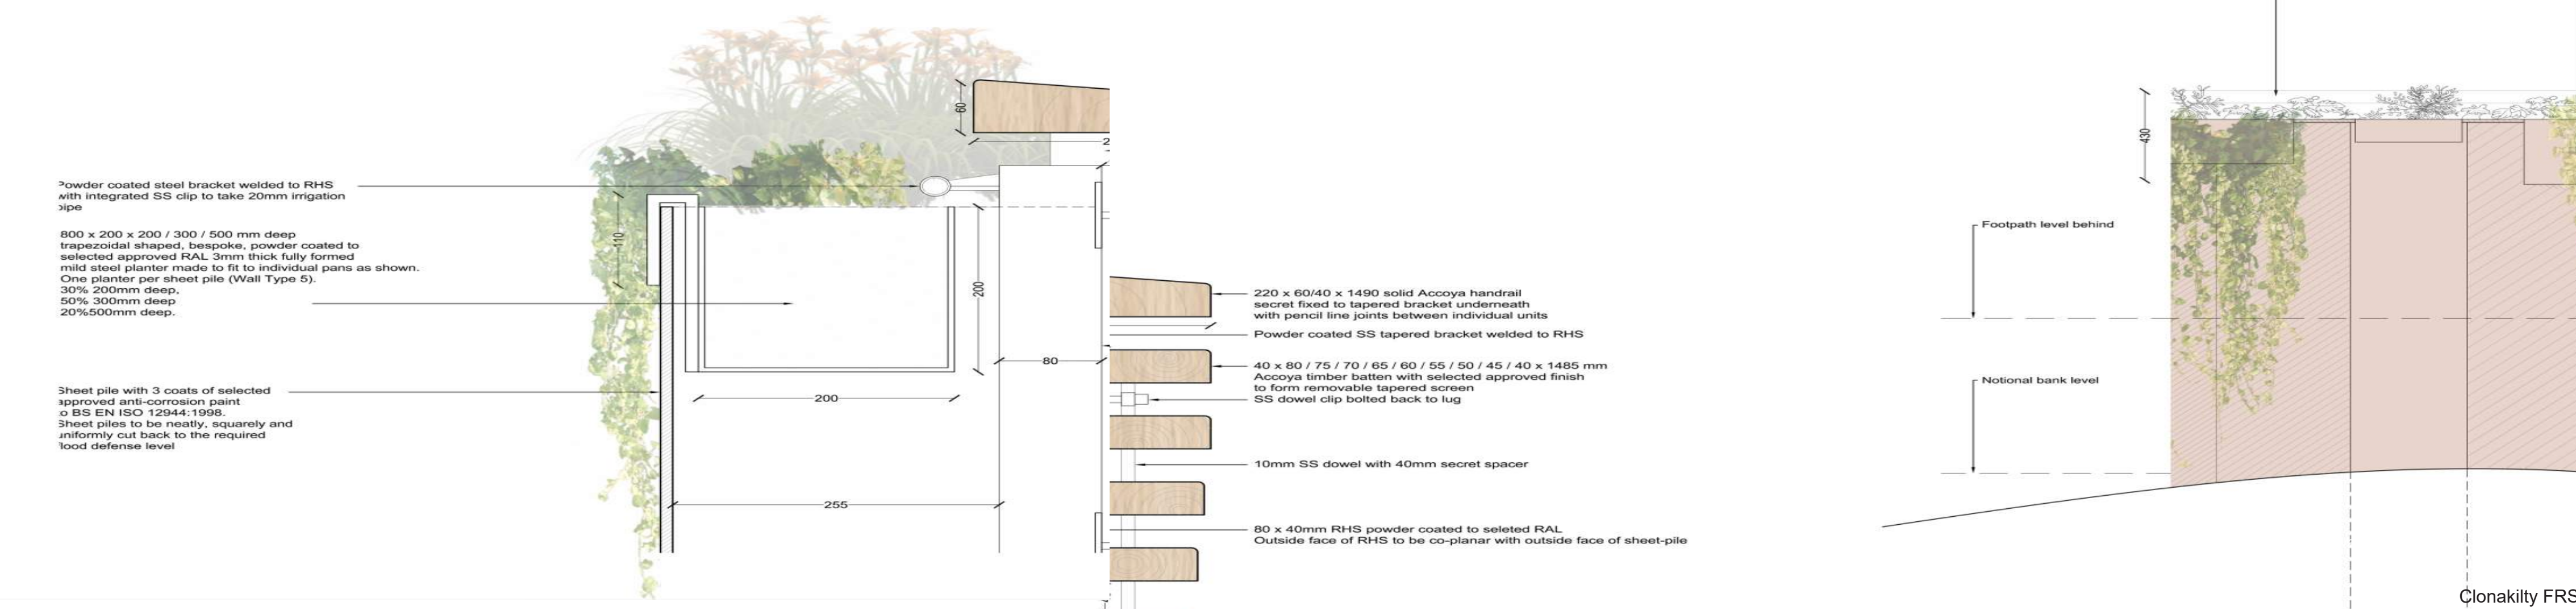 Powder coated steel bracket welded to RHS
with integrated SS clip to take 20mm irrigation
pipe
800 x 200 x 200 / 300 / 500 mm deep
trapezoidal shaped, bespoke, powder coated to
selected approved RAL 3mm thick fully formed
mild steel planter made to fit to individual pans as shown.
One planter per sheet pile (Wall Type 5).
30% 200mm deep,
50% 300mm deep
20%500mm deep.
Sheet pile with 3 coats of selected
approved anti-corrosion paint
to BS EN ISO 12944:1998.
Sheet piles to be neatly, squarely and
uniformly cut back to the required
flood defense level
110
60
2
200
80
200
255
220 x 60/40 x 1490 solid Accoya handrail
secret fixed to tapered bracket underneath
with pencil line joints between individual units
Powder coated SS tapered bracket welded to RHS
40 x 80 / 75 / 70 / 65 / 60 / 55 / 50 / 45 / 40 x 1485 mm
Accoya timber batten with selected approved finish
to form removable tapered screen
SS dowel clip bolted back to lug
10mm SS dowel with 40mm secret spacer
80 x 40mm RHS powder coated to seleted RAL
Outside face of RHS to be co-planar with outside face of sheet-pile
430
Footpath level behind
Notional bank level
Clonakilty FRS